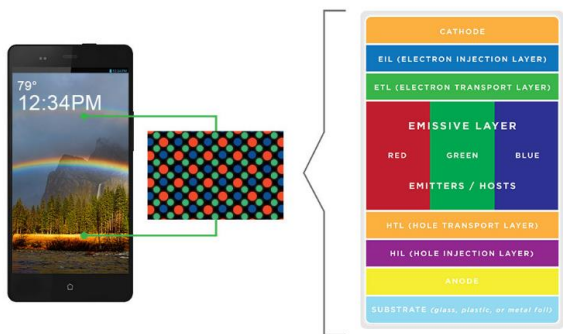 79°
12:34PM
CATHODE
EIL (ELECTRON INJECTION LAYER)
ETL (ELECTRON TRANSPORT LAYER)
EMISSIVE LAYER
RED GREEN BLUE
EMITTERS / HOSTS
HTL (HOLE TRANSPORT LAYER)
HIL (HOLE INJECTION LAYER)
ANODE
SUBSTRATE (glass, plastic, or metal foil)